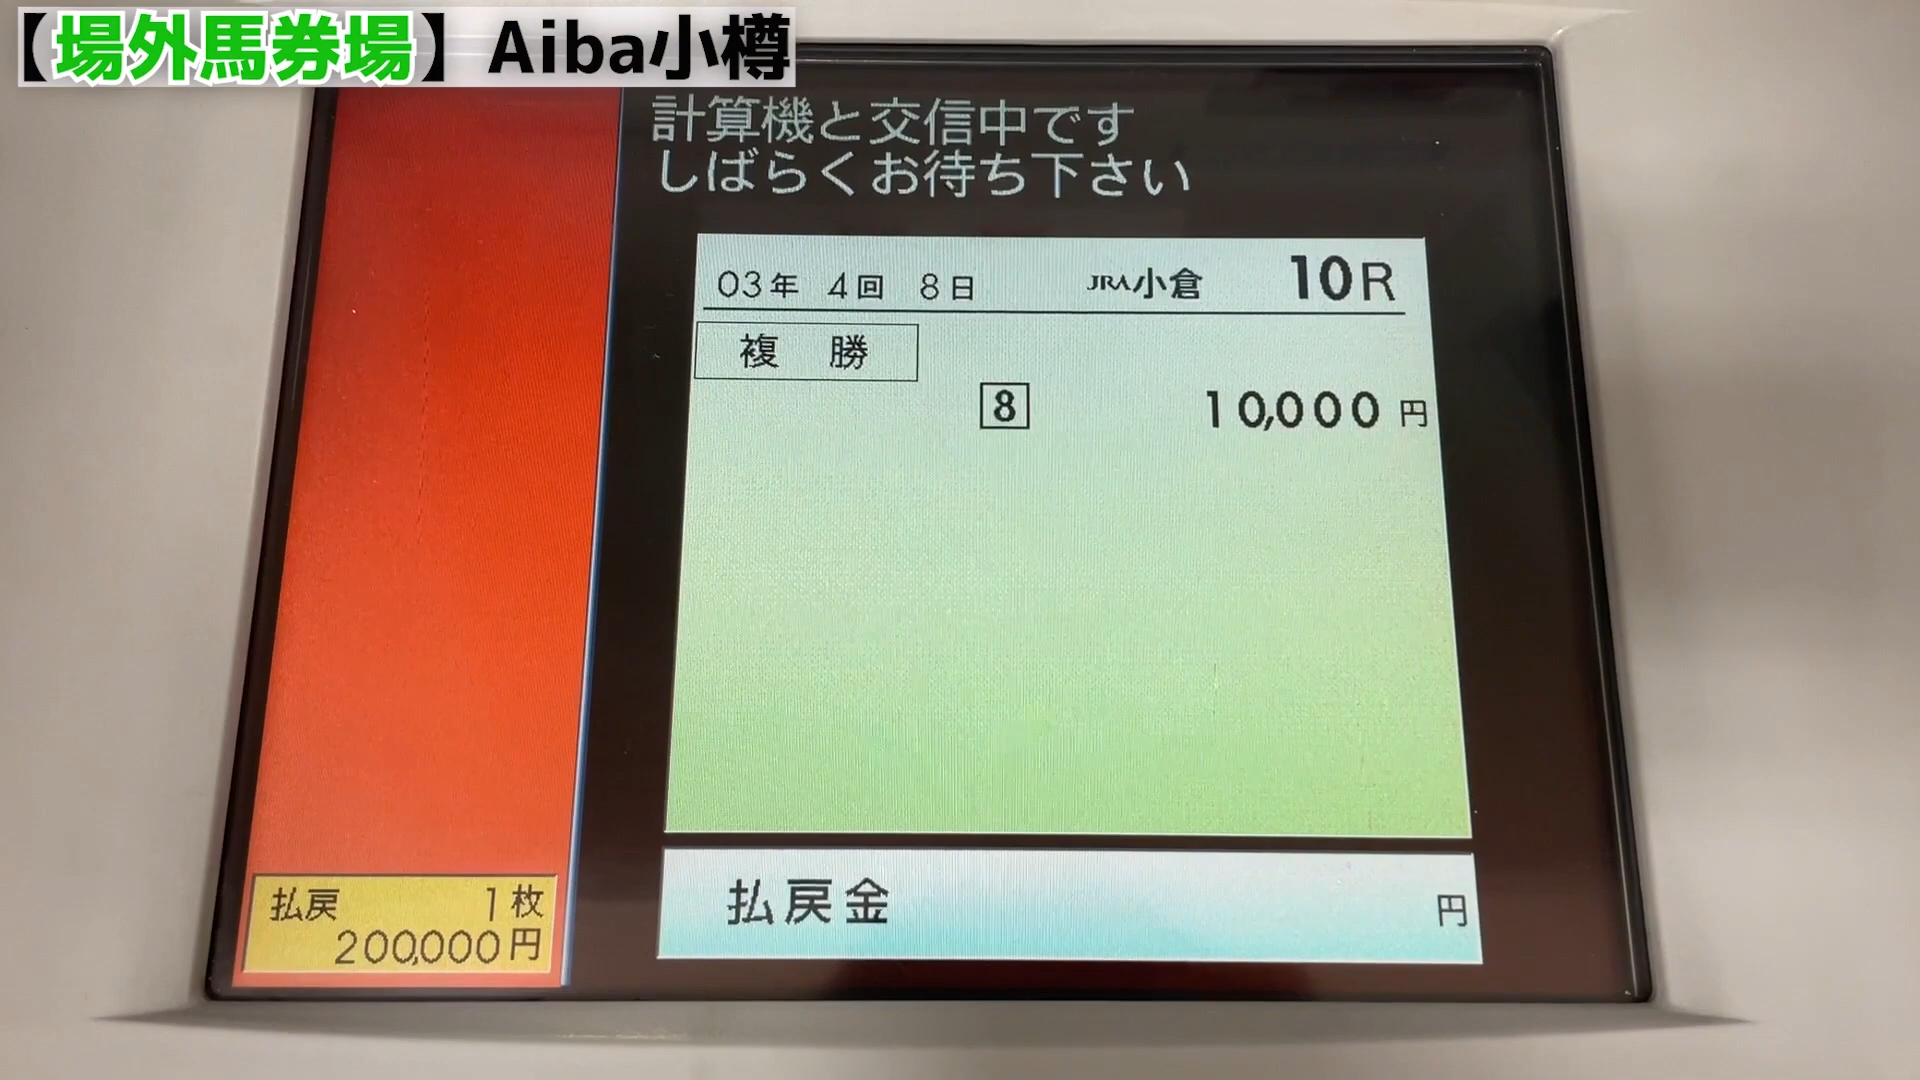 【場外馬券場】Aiba小樽
計算機と交信中です
しばらくお待ち下さい
03年 4回 8日 JRA小倉 10R
複 勝
8 10,000円
払戻金 円
払戻 1枚
200,000円